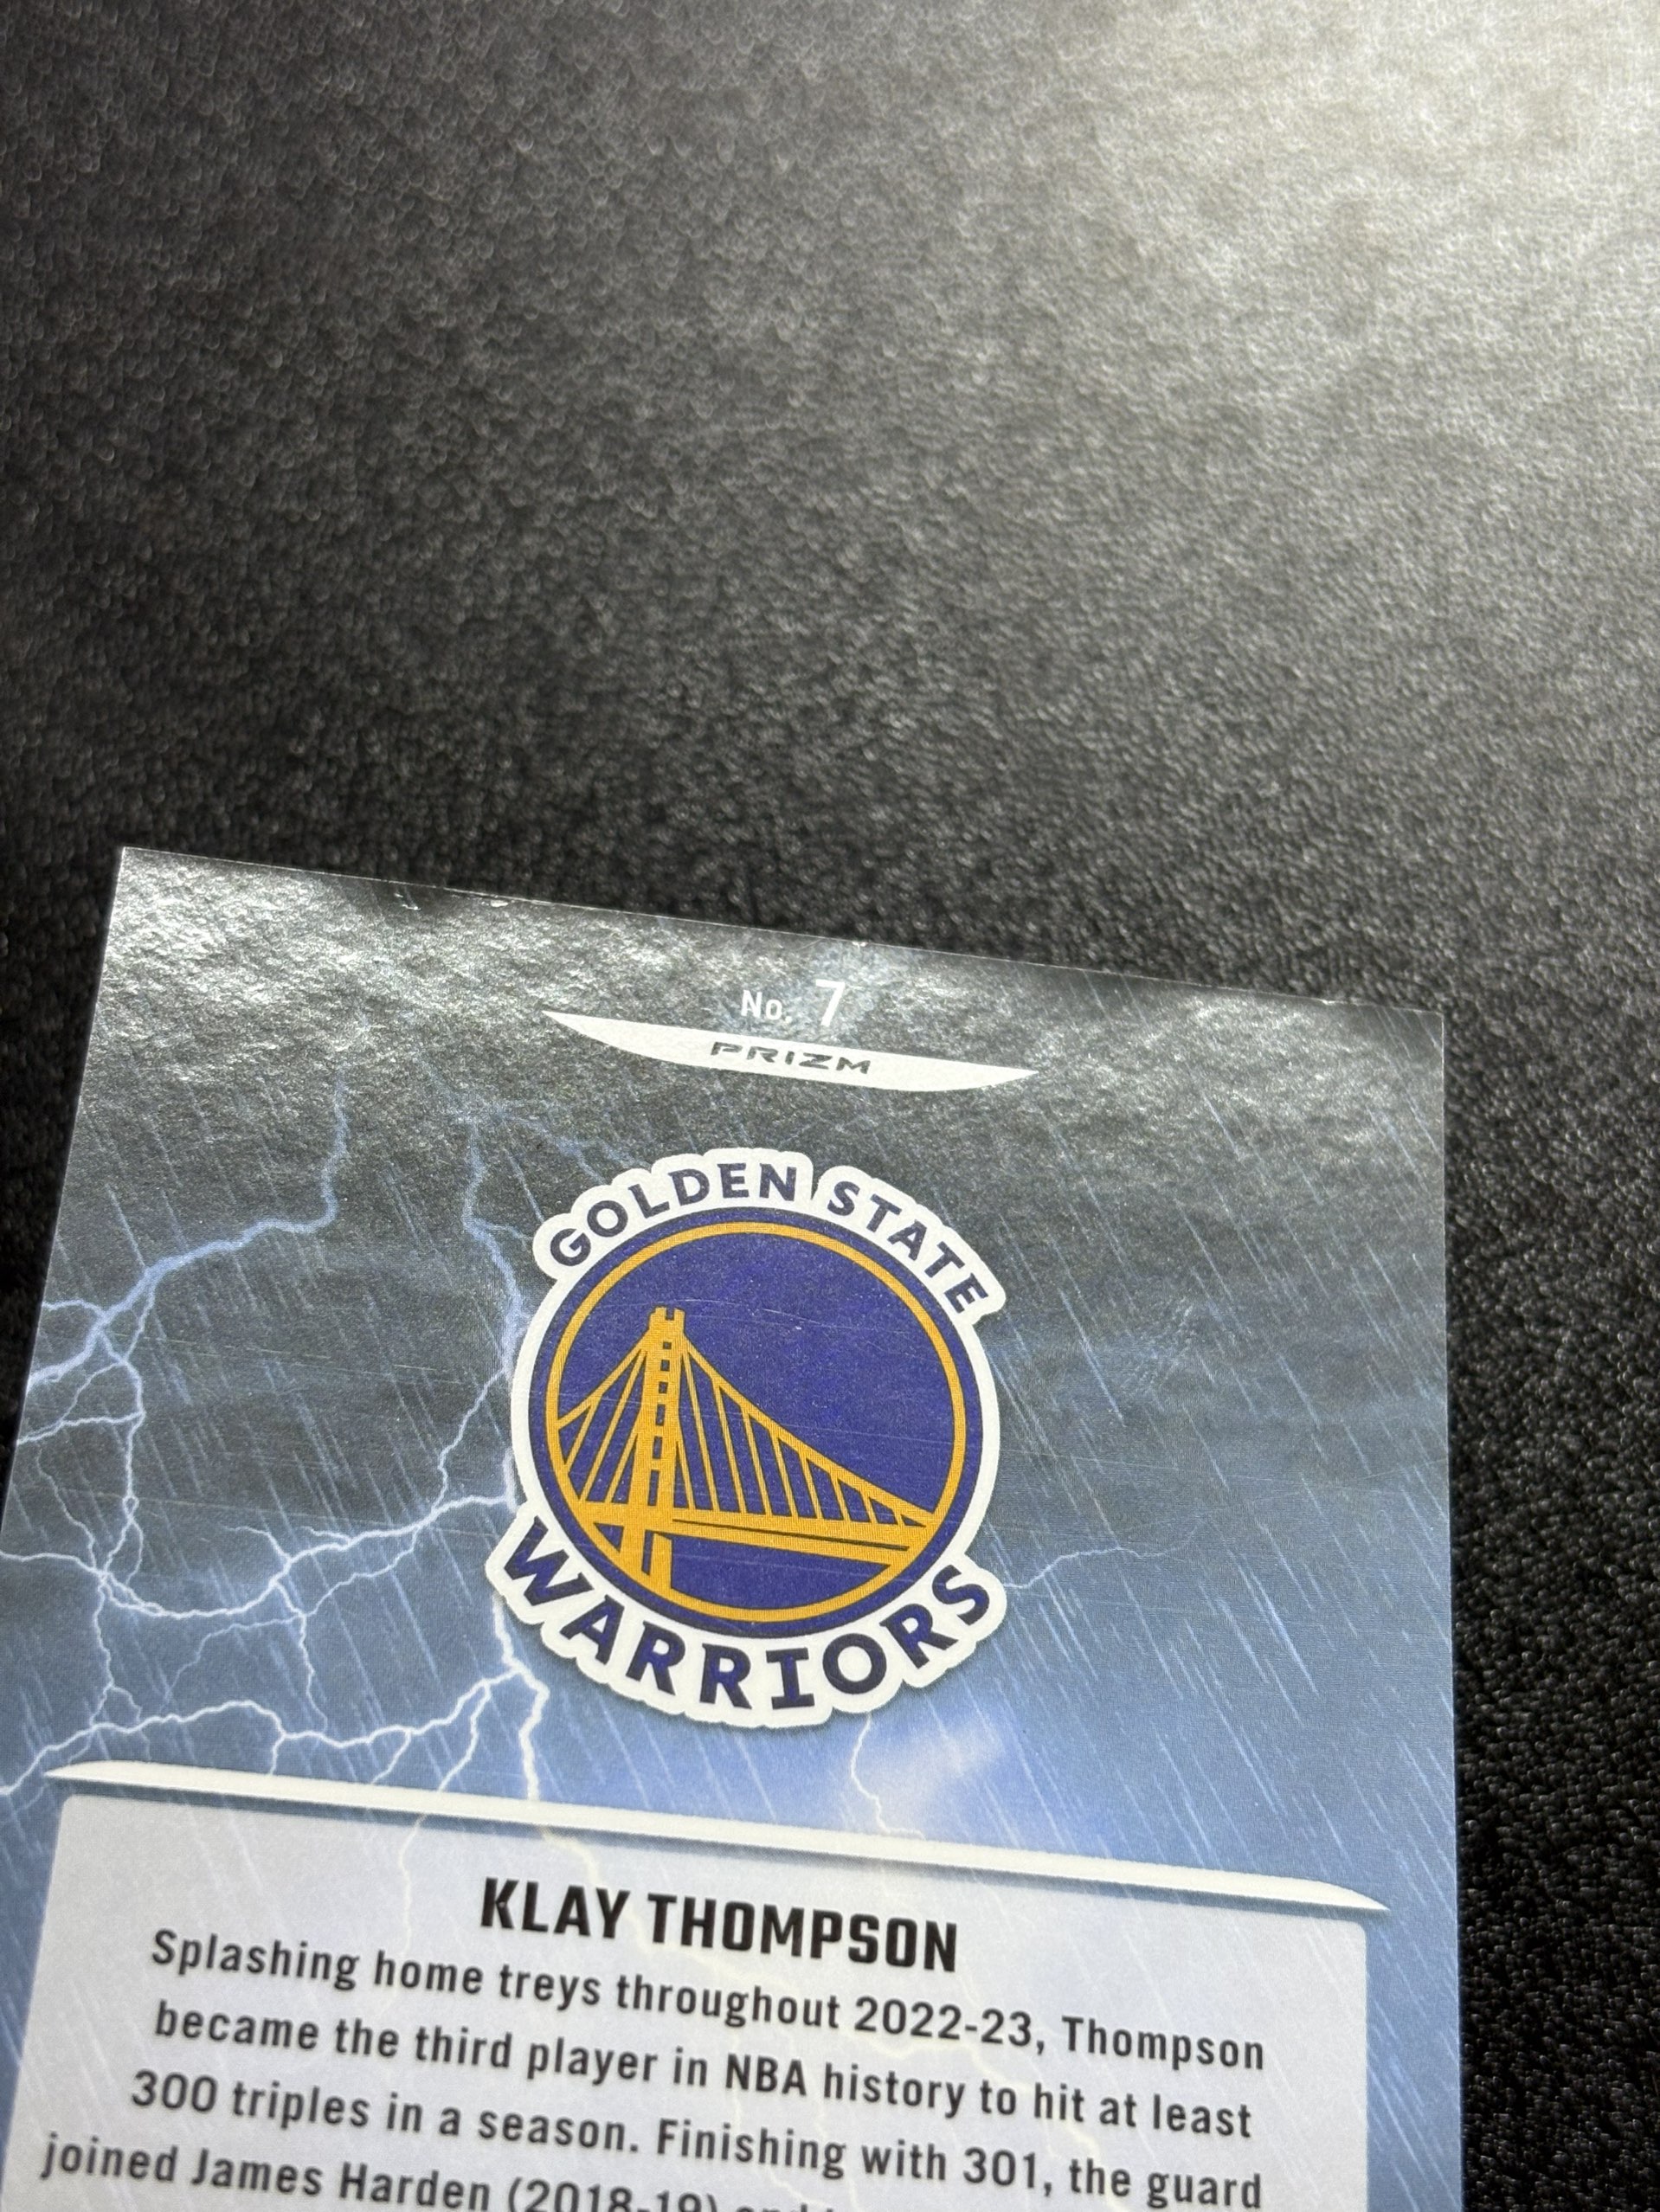 No. 7
PRIZM
GOLDEN STATE
WARRIORS
KLAY THOMPSON
Splashing home treys throughout 2022-23, Thompson
became the third player in NBA history to hit at least
300 triples in a season. Finishing with 301, the guard
joined James Harden (2018-19)